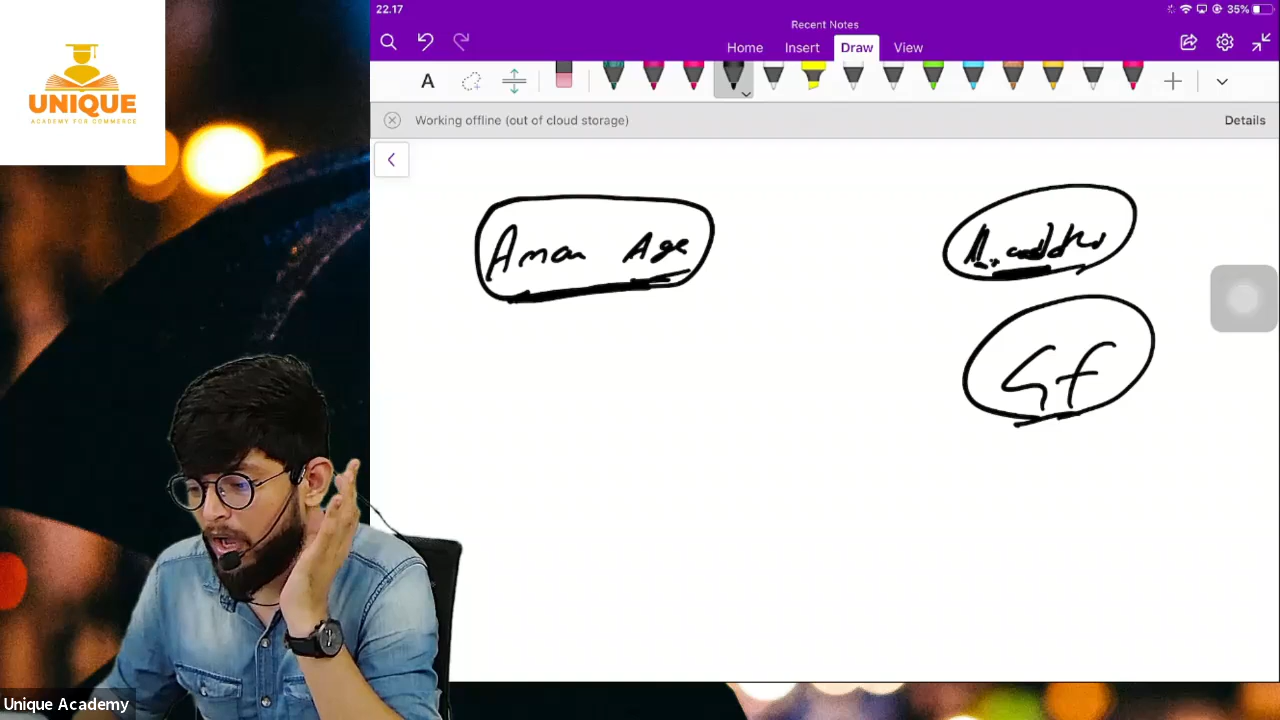 UNIQUE
ACADEMY FOR COMMERCE
22.17
35%
Recent Notes
Home Insert Draw View
A
Working offline (out of cloud storage)
Details
Aman Age
Gf
Unique Academy